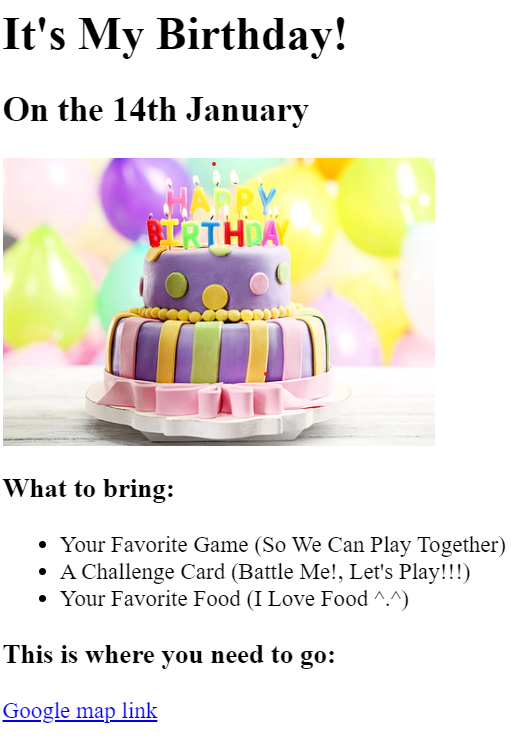 It's My Birthday!
On the 14th January
HAPPY
BIRTHDAY
What to bring:
Your Favorite Game (So We Can Play Together)
A Challenge Card (Battle Me!, Let's Play!!!)
Your Favorite Food (I Love Food ^.^)
This is where you need to go:
Google map link